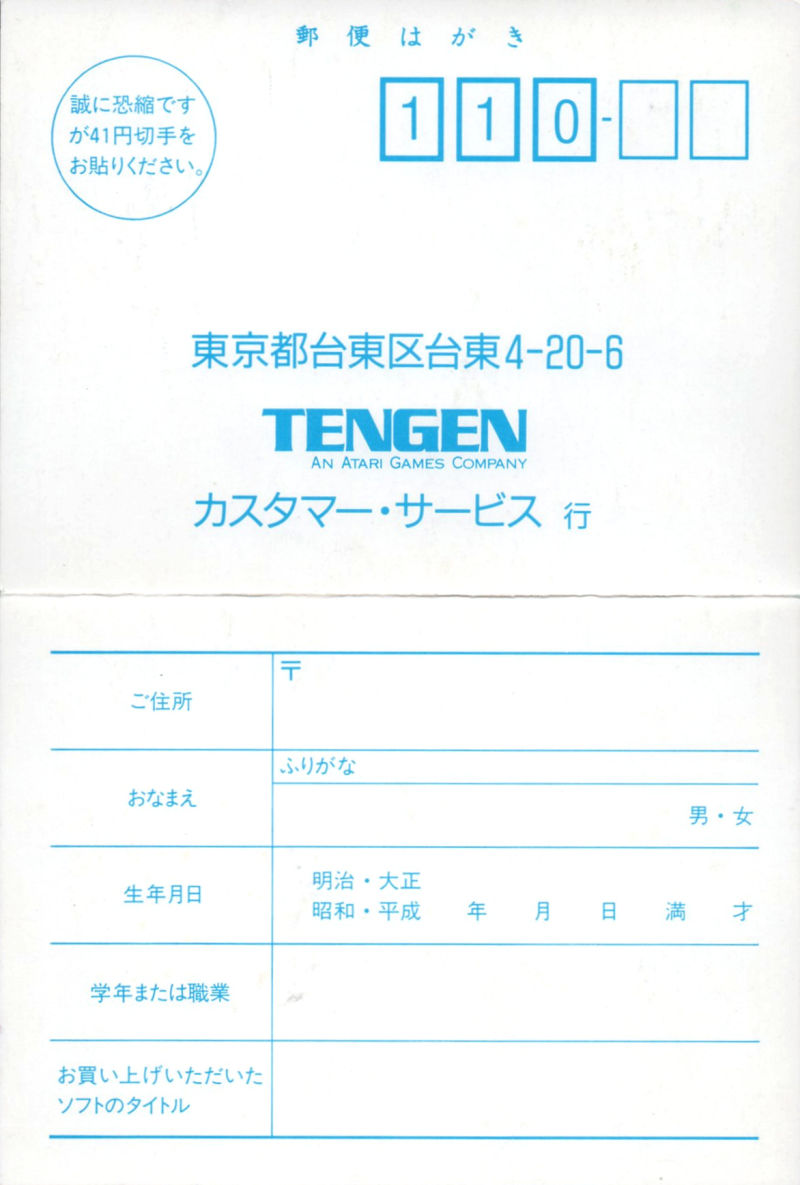 郵便はがき
誠に恐縮です
が41円切手を
お貼りください。
110-
東京都台東区台東4-20-6
TENGEN
AN ATARI GAMES COMPANY
カスタマー・サービス 行
ご住所 〒
おなまえ ふりがな
男・女
生年月日 明治・大正
昭和・平成 年 月 日 満 才
学年または職業
お買い上げいただいた
ソフトのタイトル